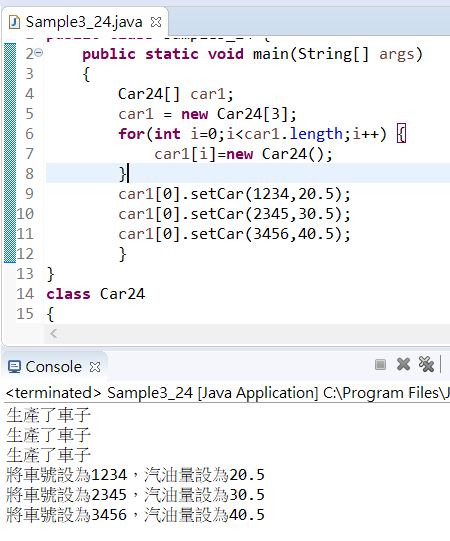 Sample3_24.java
1 public class Sample3_24 {
2 public static void main(String[] args)
3 {
4 Car24[] car1;
5 car1 = new Car24[3];
6 for(int i=0;i<car1.length;i++) {
7 car1[i]=new Car24();
8 }
9 car1[0].setCar(1234,20.5);
10 car1[0].setCar(2345,30.5);
11 car1[0].setCar(3456,40.5);
12 }
13 }
14 class Car24
15 {
Console
<terminated> Sample3_24 [Java Application] C:\Program Files\J
生產了車子
生產了車子
生產了車子
將車號設為1234，汽油量設為20.5
將車號設為2345，汽油量設為30.5
將車號設為3456，汽油量設為40.5